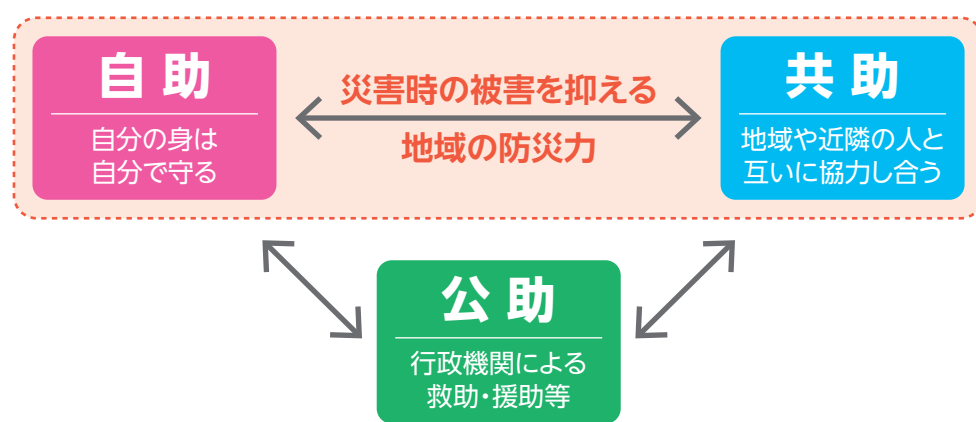 自助
自分の身は
自分で守る
災害時の被害を抑える
地域の防災力
共助
地域や近隣の人と
互いに協力し合う
公助
行政機関による
救助・援助等